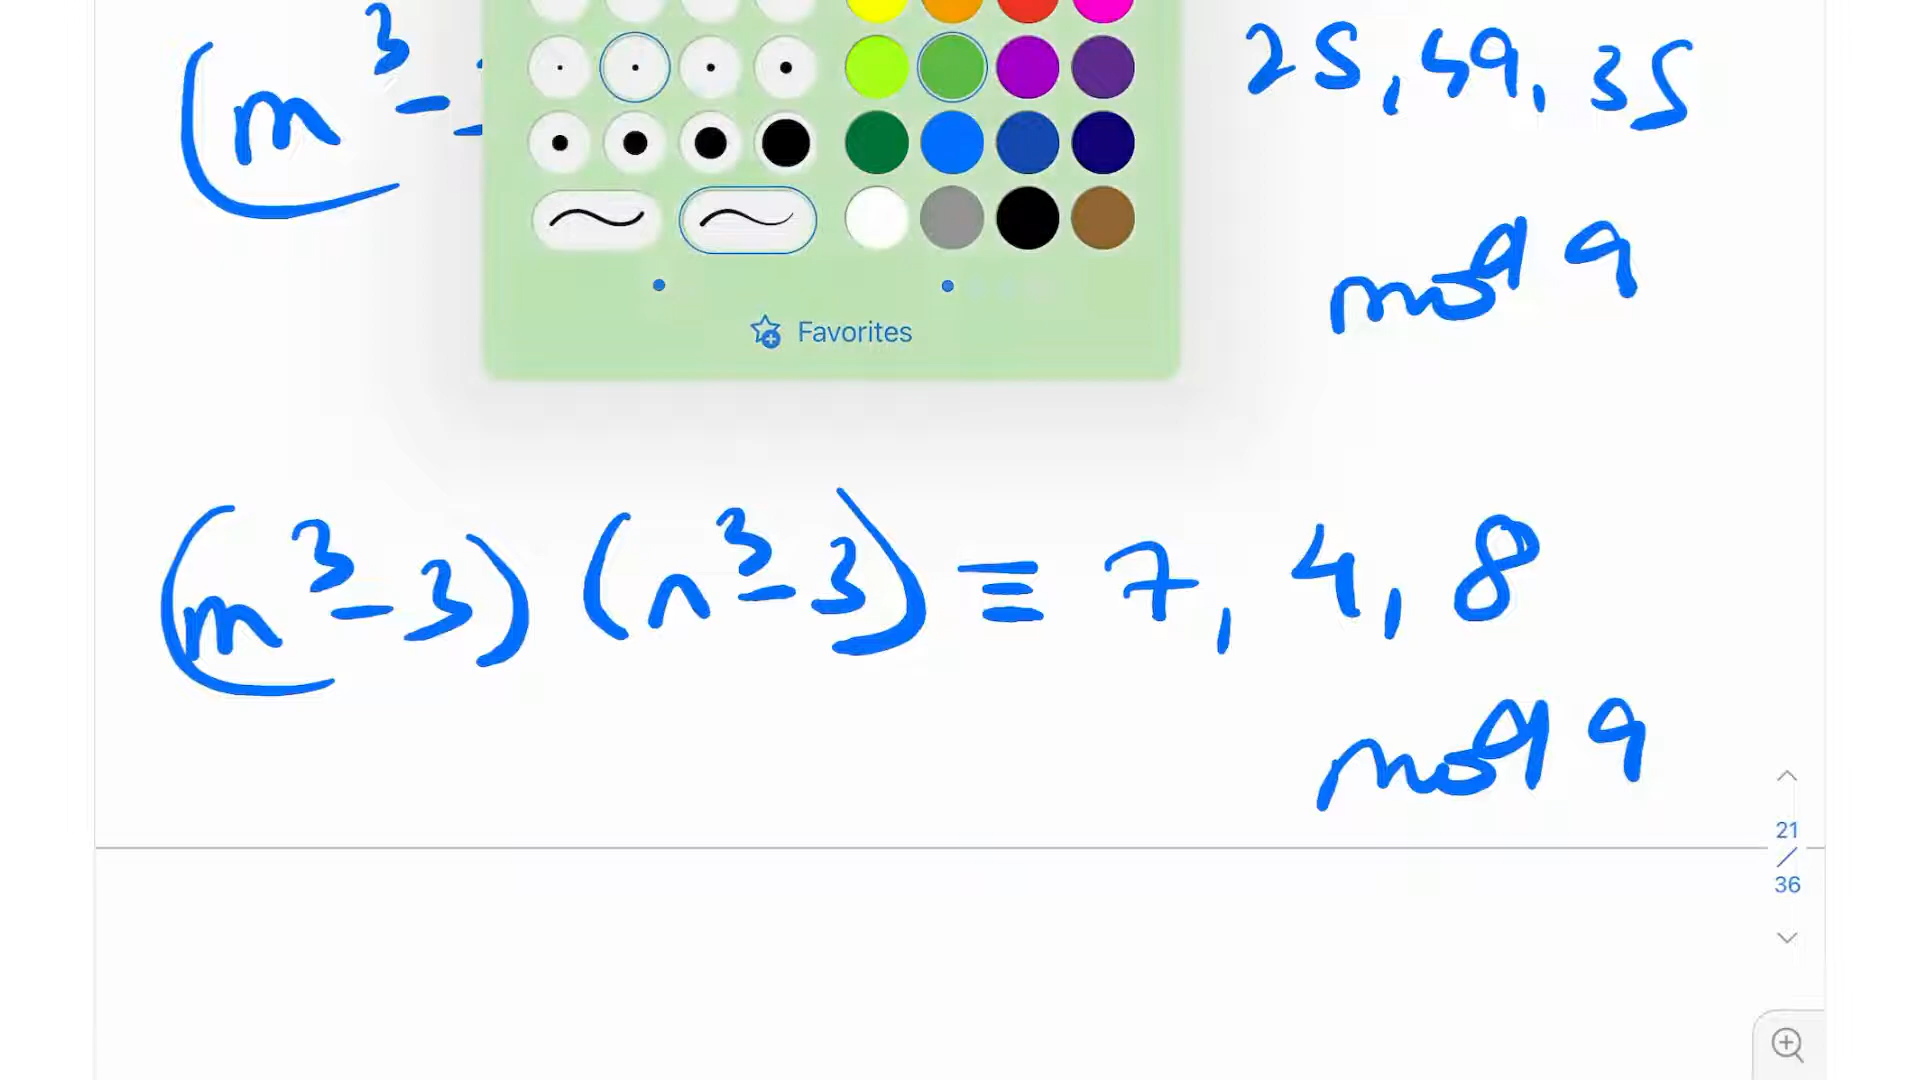 (m³- 25, 49, 35
mod 9
Favorites
(m³-3) (n³-3) ≡ 7, 4, 8
mod 9
21
/
36